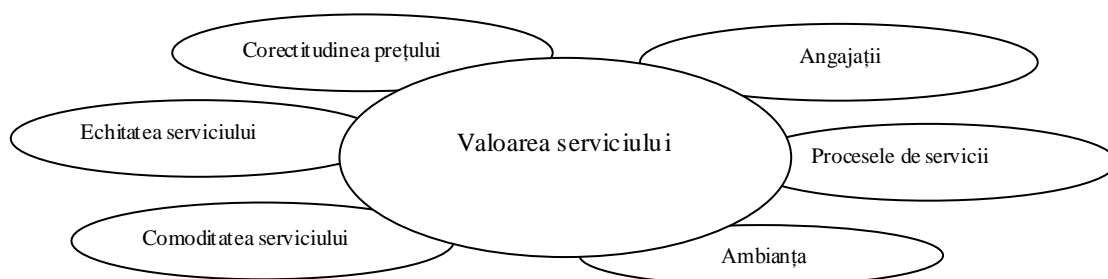 Corectitudinea prețului
Angajații
Echitatea serviciului
Valoarea serviciului
Procesele de servicii
Comoditatea serviciului
Ambianța